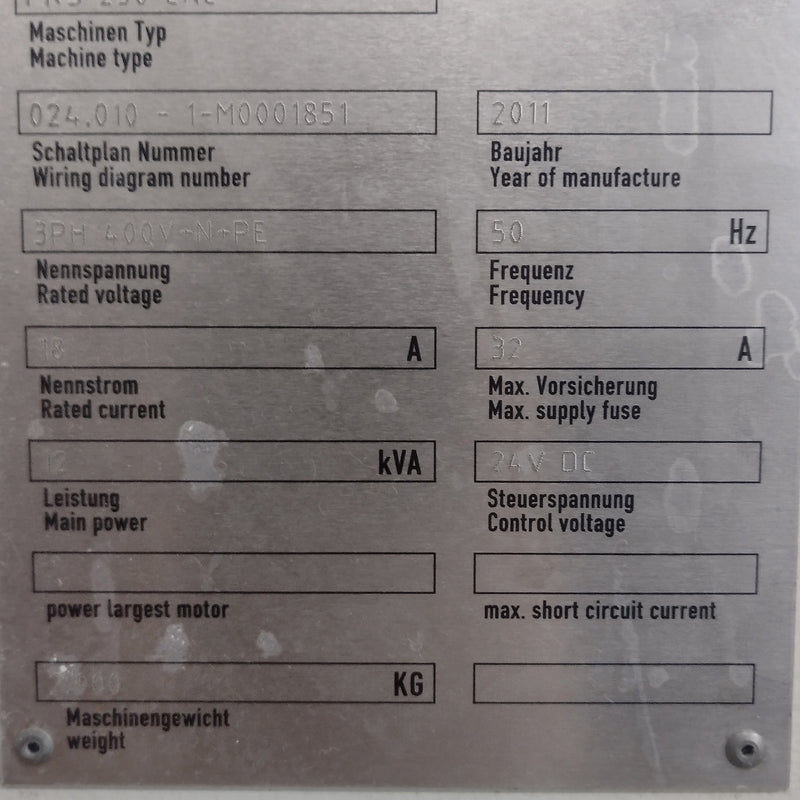 Maschinen Typ
Machine type
024.010 - 1-M0001851
2011
Schaltplan Nummer
Wiring diagram number
Baujahr
Year of manufacture
3PH 400V+N+PE
50 Hz
Nennspannung
Rated voltage
Frequenz
Frequency
18 A
32 A
Nennstrom
Rated current
Max. Vorsicherung
Max. supply fuse
12 kVA
24V DC
Leistung
Main power
Steuerspannung
Control voltage
power largest motor
max. short circuit current
KG
Maschinengewicht
weight